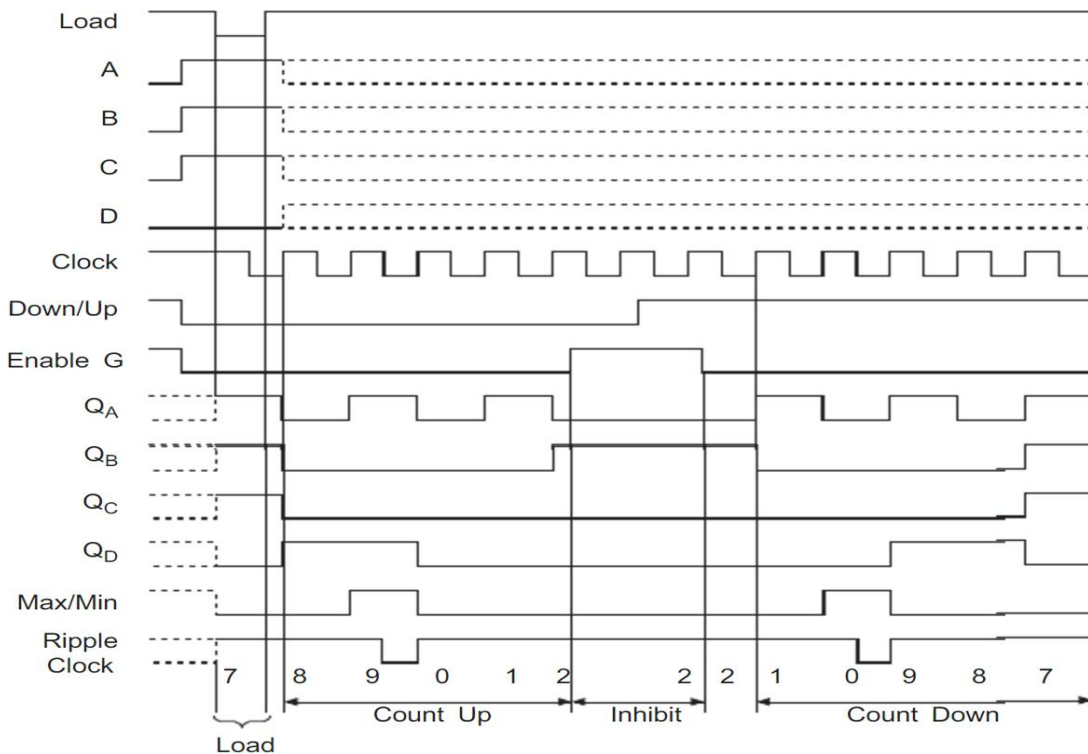 Load
A
B
C
D
Clock
Down/Up
Enable G
QA
QB
QC
QD
Max/Min
Ripple
Clock
7 8 9 0 1 2 2 2 1 0 9 8 7
Count Up Inhibit Count Down
Load